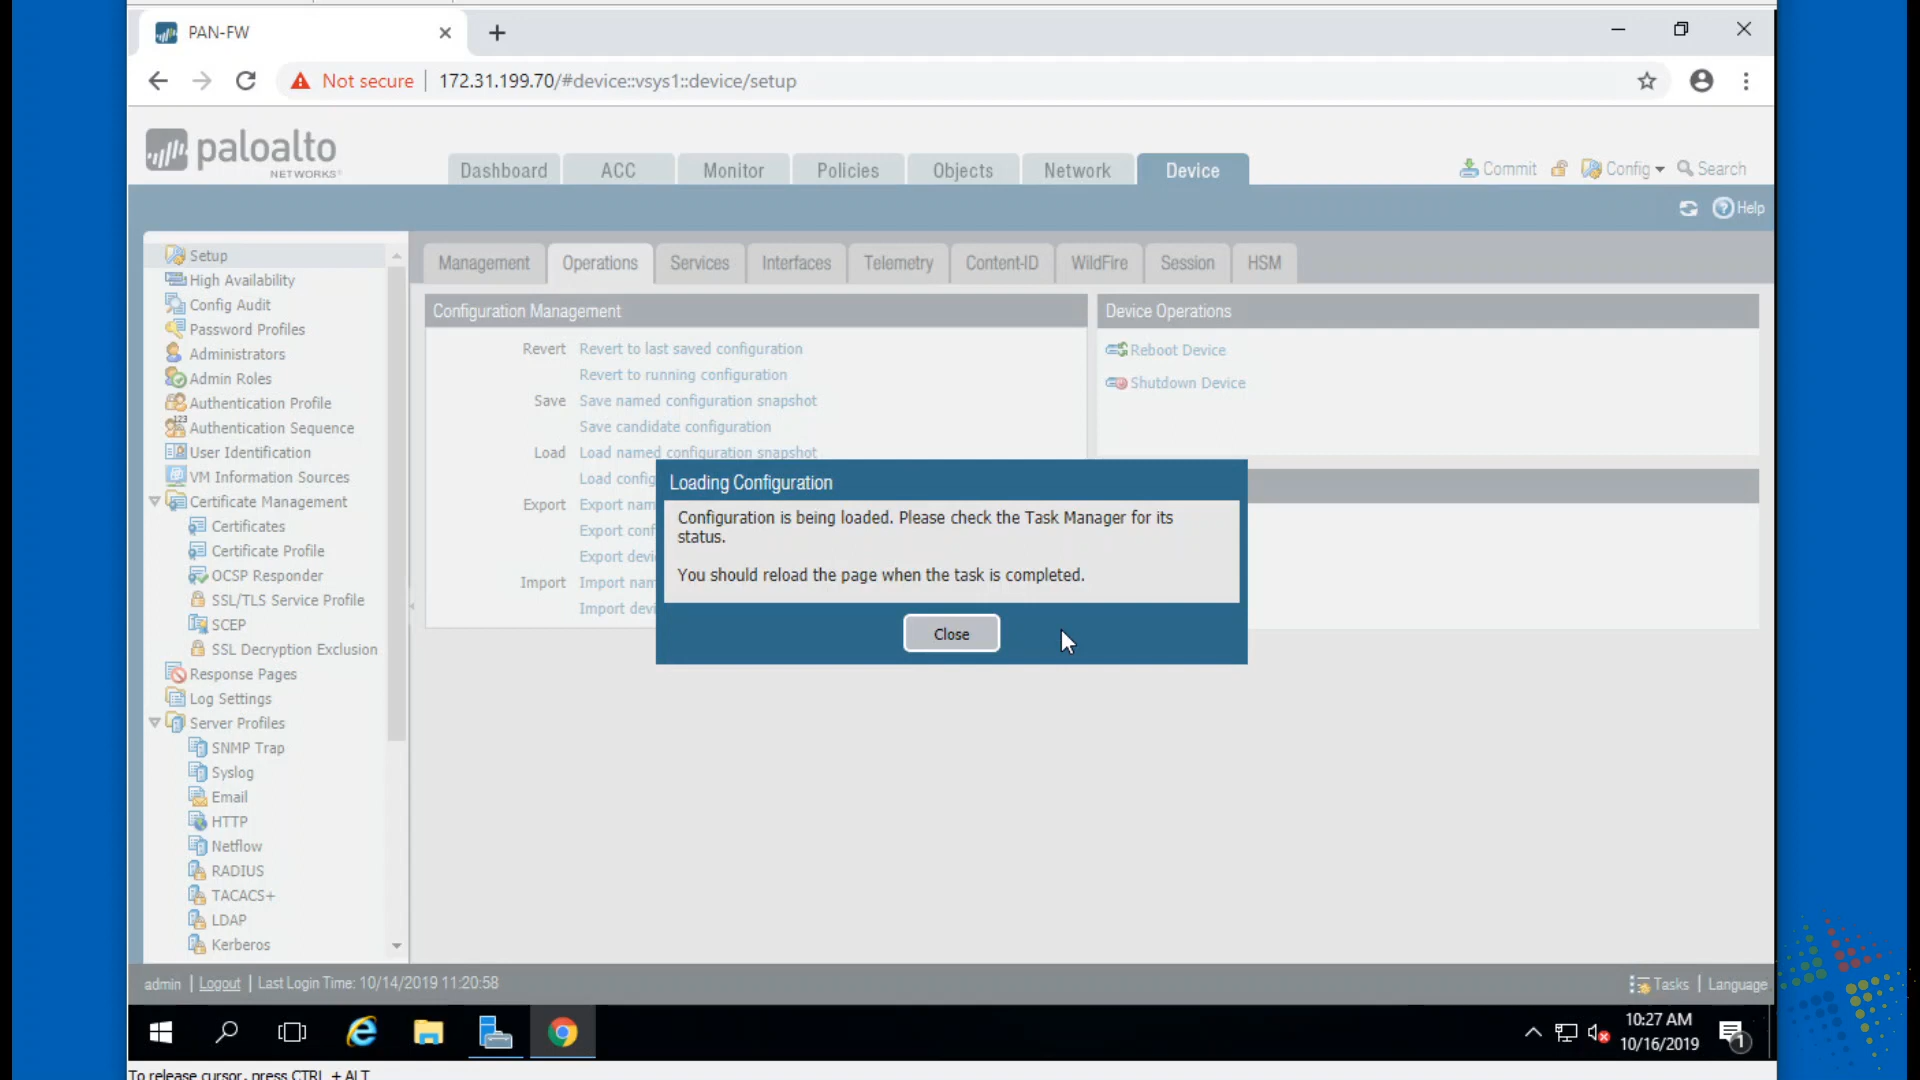 PAN-FW
Not secure
172.31.199.70/#device::vsys1::device/setup
paloalto
NETWORKS
Dashboard
ACC
Monitor
Policies
Objects
Network
Device
Commit
Config
Search
Help
Setup
High Availability
Config Audit
Password Profiles
Administrators
Admin Roles
Authentication Profile
Authentication Sequence
User Identification
VM Information Sources
Certificate Management
Certificates
Certificate Profile
OCSP Responder
SSL/TLS Service Profile
SCEP
SSL Decryption Exclusion
Response Pages
Log Settings
Server Profiles
SNMP Trap
Syslog
Email
HTTP
Netflow
RADIUS
TACACS+
LDAP
Kerberos
Management
Operations
Services
Interfaces
Telemetry
Content-ID
WildFire
Session
HSM
Configuration Management
Revert Revert to last saved configuration
Revert to running configuration
Save Save named configuration snapshot
Save candidate configuration
Load Load named configuration snapshot
Load config
Export Export nam
Export conf
Export devi
Import Import nam
Import devi
Device Operations
Reboot Device
Shutdown Device
Loading Configuration
Configuration is being loaded. Please check the Task Manager for its
status.
You should reload the page when the task is completed.
Close
admin | Logout | Last Login Time: 10/14/2019 11:20:58
Tasks | Language
10:27 AM
10/16/2019
1
To release cursor, press CTRL + ALT